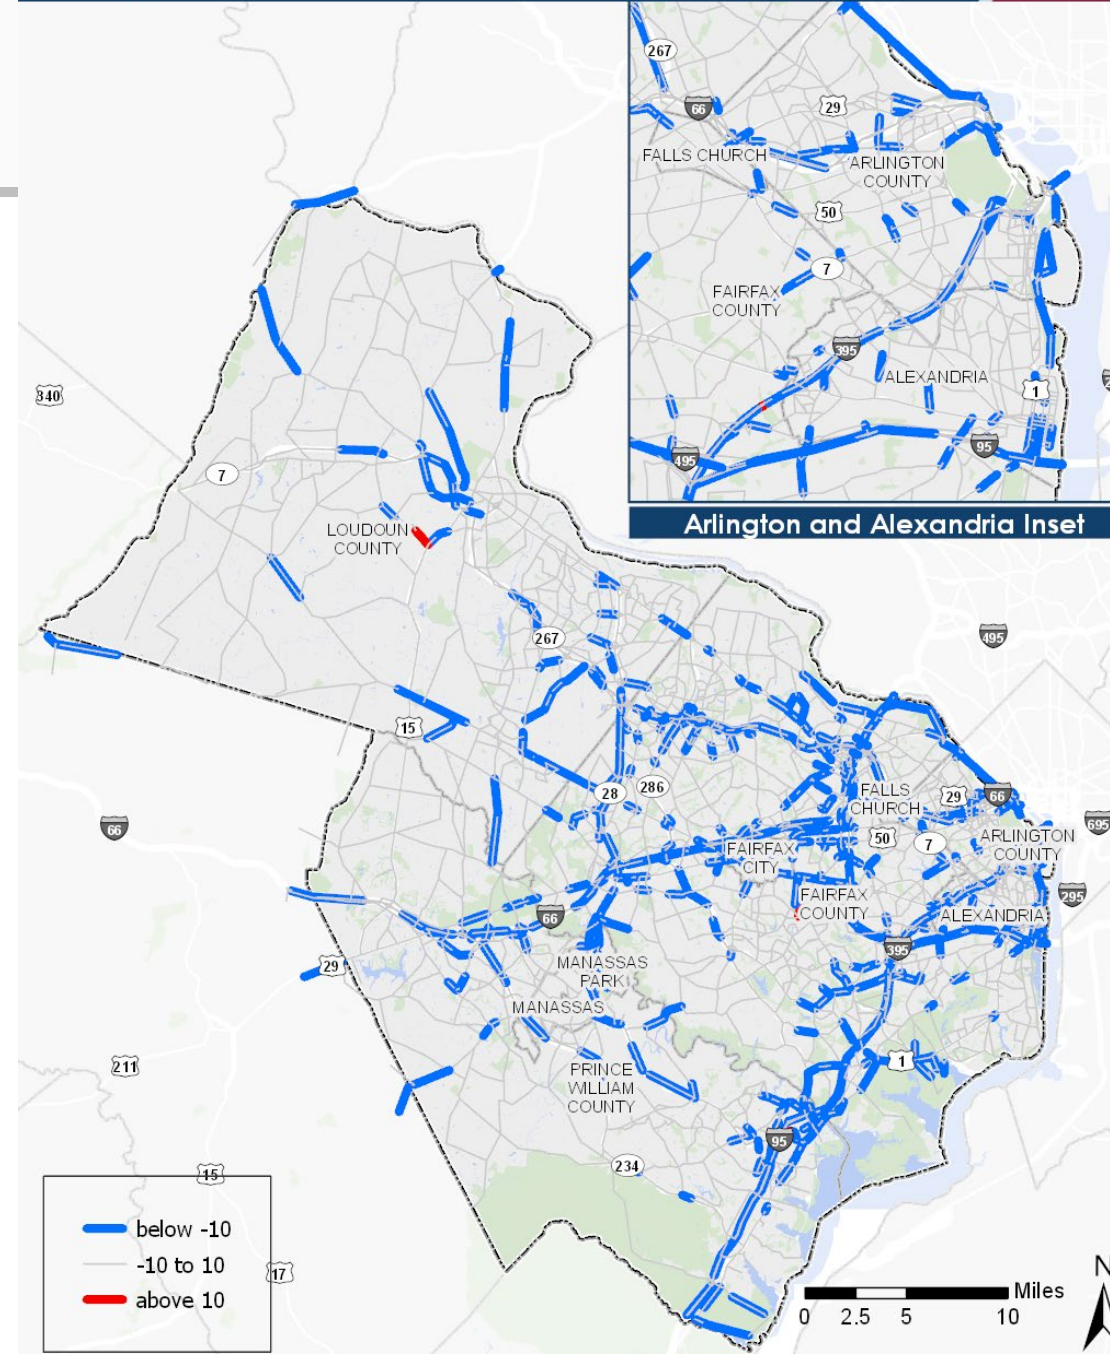 267
66
29
FALLS CHURCH
ARLINGTON
COUNTY
50
7
FAIRFAX
COUNTY
395
ALEXANDRIA
1
495
95
Arlington and Alexandria Inset
340
7
LOUDOUN
COUNTY
267
495
15
28
286
66
FALLS
CHURCH
29
66
695
50
7
ARLINGTON
COUNTY
FAIRFAX
CITY
295
FAIRFAX
COUNTY
ALEXANDRIA
66
395
29
MANASSAS
PARK
MANASSAS
211
1
PRINCE
WILLIAM
COUNTY
95
234
15
17
below -10
-10 to 10
above 10
Miles
0 2.5 5 10
N